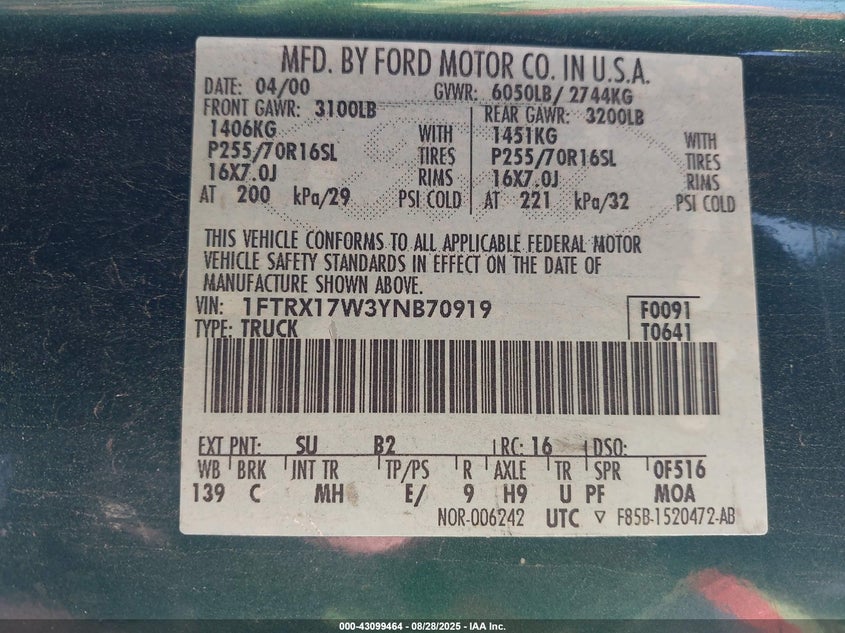 MFD. BY FORD MOTOR CO. IN U.S.A.
DATE: 04/00 GVWR: 6050LB/ 2744KG
FRONT GAWR: 3100LB REAR GAWR: 3200LB
1406KG WITH 1451KG WITH
P255/70R16SL TIRES P255/70R16SL TIRES
16X7.0J RIMS 16X7.0J RIMS
AT 200 kPa/29 PSI COLD AT 221 kPa/32 PSI COLD
THIS VEHICLE CONFORMS TO ALL APPLICABLE FEDERAL MOTOR
VEHICLE SAFETY STANDARDS IN EFFECT ON THE DATE OF
MANUFACTURE SHOWN ABOVE.
VIN: 1FTRX17W3YNB70919 F0091
TYPE: TRUCK T0641
EXT PNT: SU B2 RC: 16 DSO:
WB BRK INT TR TP/PS R AXLE TR SPR 0F516
139 C MH E/ 9 H9 U PF MOA
NOR-006242 UTC ▽ F85B-1520472-AB
000-43099464 - 08/28/2025 - IAA Inc.